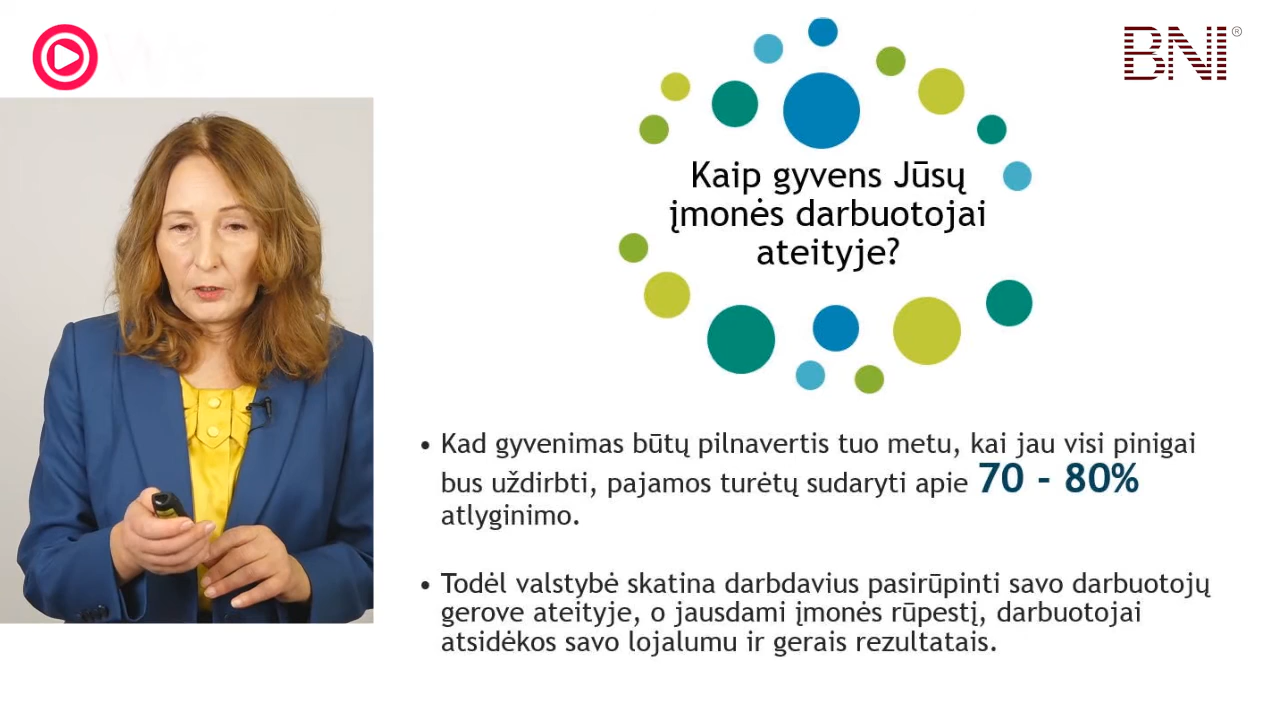 BNI®
Kaip gyvens Jūsų
įmonės darbuotojai
ateityje?
• Kad gyvenimas būtų pilnavertis tuo metu, kai jau visi pinigai
bus uždirbti, pajamos turėtų sudaryti apie 70 - 80%
atlyginimo.
• Todėl valstybė skatina darbdavius pasirūpinti savo darbuotojų
gerove ateityje, o jausdami įmonės rūpestį, darbuotojai
atsidėkos savo lojalumu ir gerais rezultatais.